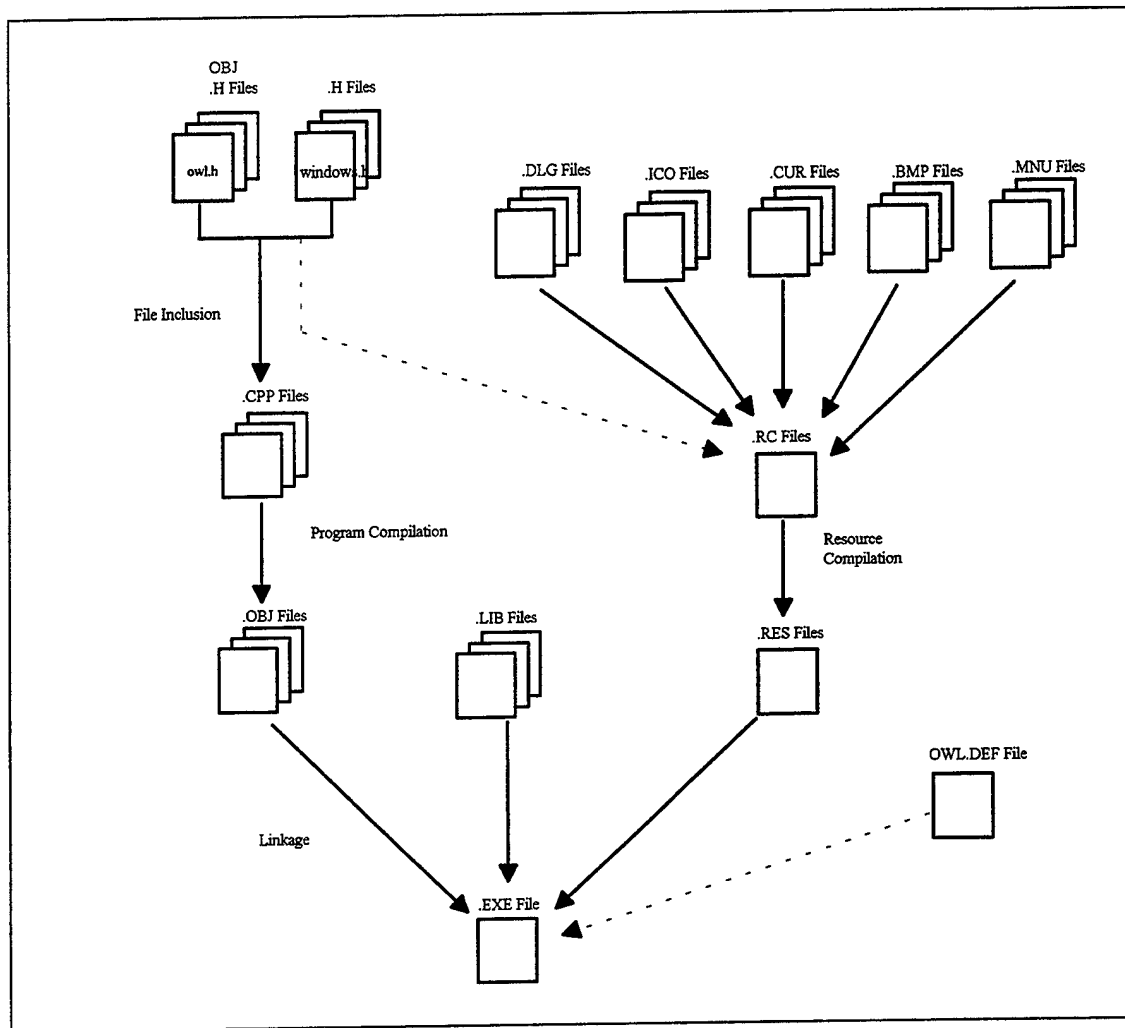 OBJ
.H Files
.H Files
owl.h
windows.h
.DLG Files
.ICO Files
.CUR Files
.BMP Files
.MNU Files
File Inclusion
.CPP Files
.RC Files
Program Compilation
Resource
Compilation
.OBJ Files
.LIB Files
.RES Files
OWL.DEF File
Linkage
.EXE File